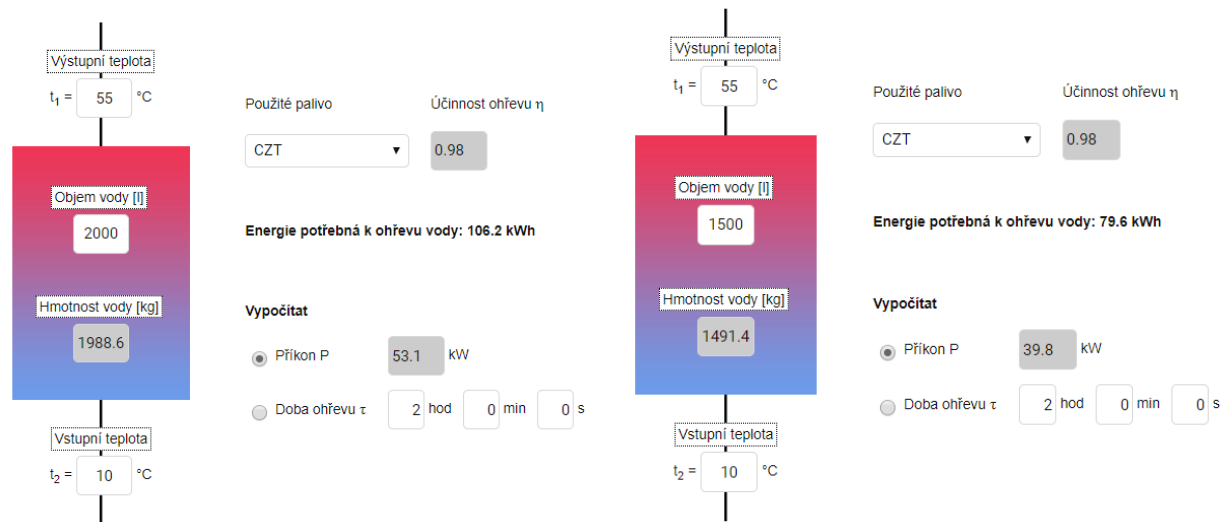 Výstupní teplota
t1 = 55 °C
Použité palivo Účinnost ohřevu η
CZT 0.98
Objem vody [l]
2000
Energie potřebná k ohřevu vody: 106.2 kWh
Hmotnost vody [kg]
1988.6
Vypočítat
Příkon P 53.1 kW
Doba ohřevu τ 2 hod 0 min 0 s
Vstupní teplota
t2 = 10 °C
Výstupní teplota
t1 = 55 °C
Použité palivo Účinnost ohřevu η
CZT 0.98
Objem vody [l]
1500
Energie potřebná k ohřevu vody: 79.6 kWh
Hmotnost vody [kg]
1491.4
Vypočítat
Příkon P 39.8 kW
Doba ohřevu τ 2 hod 0 min 0 s
Vstupní teplota
t2 = 10 °C